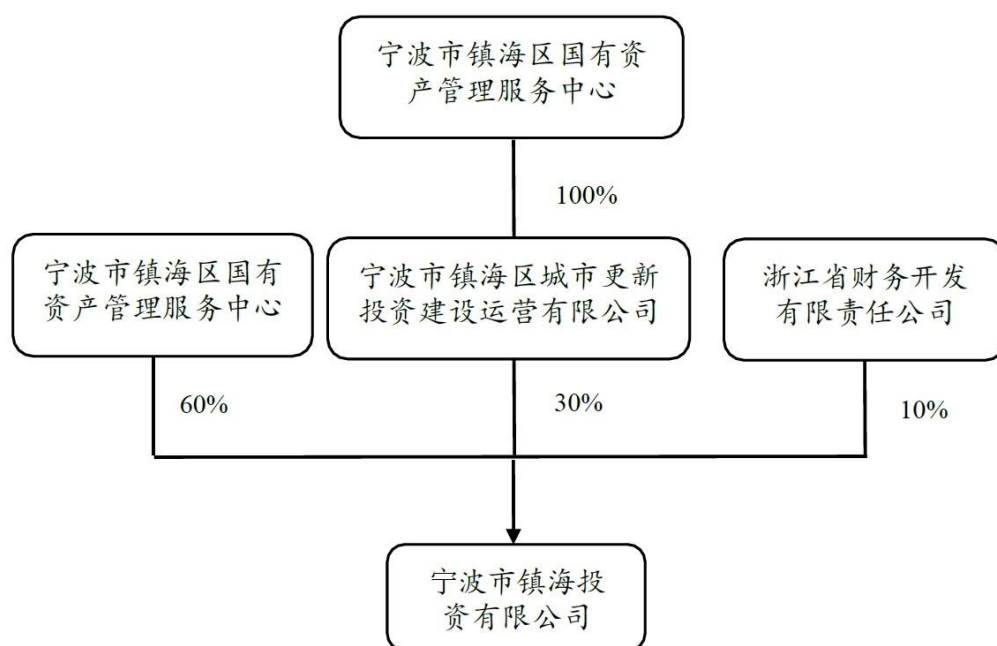 宁波市镇海区国有资
产管理服务中心
100%
宁波市镇海区国有
资产管理服务中心
宁波市镇海区城市更新
投资建设运营有限公司
浙江省财务开发
有限责任公司
60%
30%
10%
宁波市镇海投
资有限公司